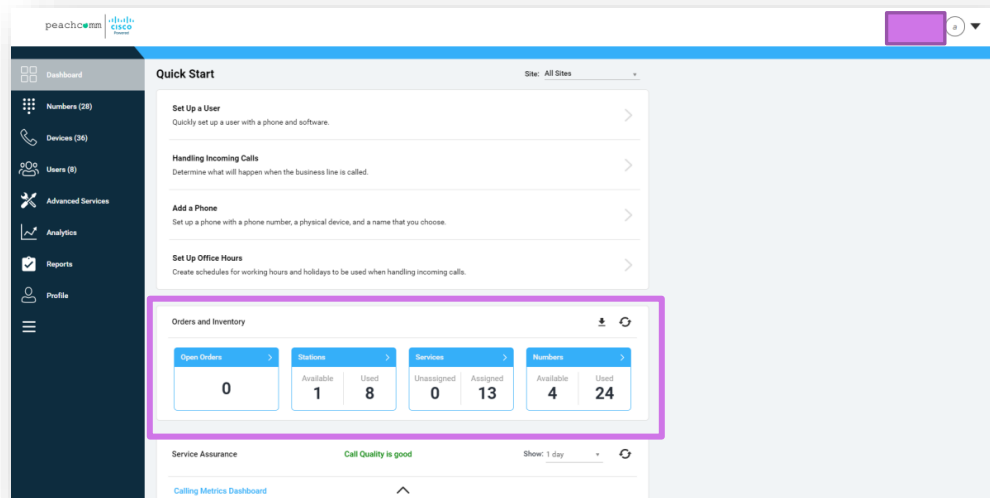 peachcomm
CISCO
Powered
a
Dashboard
Quick Start
Site: All Sites
Numbers (28)
Set Up a User
Quickly set up a user with a phone and software.
Devices (36)
Users (8)
Handling Incoming Calls
Determine what will happen when the business line is called.
Advanced Services
Add a Phone
Set up a phone with a phone number, a physical device, and a name that you choose.
Analytics
Reports
Set Up Office Hours
Create schedules for working hours and holidays to be used when handling incoming calls.
Profile
Orders and Inventory
Open Orders
0
Stations
Available Used
1 8
Services
Unassigned Assigned
0 13
Numbers
Available Used
4 24
Service Assurance
Call Quality is good
Show: 1 day
Calling Metrics Dashboard